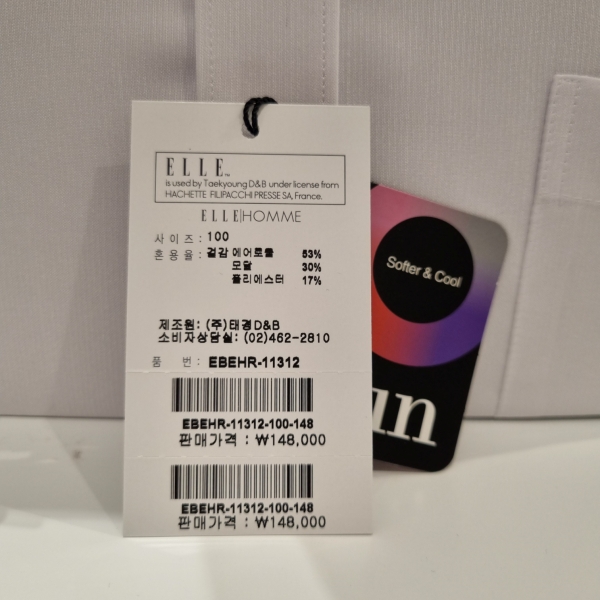 ELLE™
is used by Taekyoung D&B under license from
HACHETTE FILIPACCHI PRESSE SA, France.
ELLE|HOMME
사이즈 : 100
혼용율 : 겉감 에어로쿨 53%
모달 30%
폴리에스터 17%
제조원: (주)태경D&B
소비자상담실: (02)462-2810
품 번: EBEHR-11312
EBEHR-11312-100-148
판매가격 : ₩148,000
EBEHR-11312-100-148
판매가격 : ₩148,000
Softer & Cool